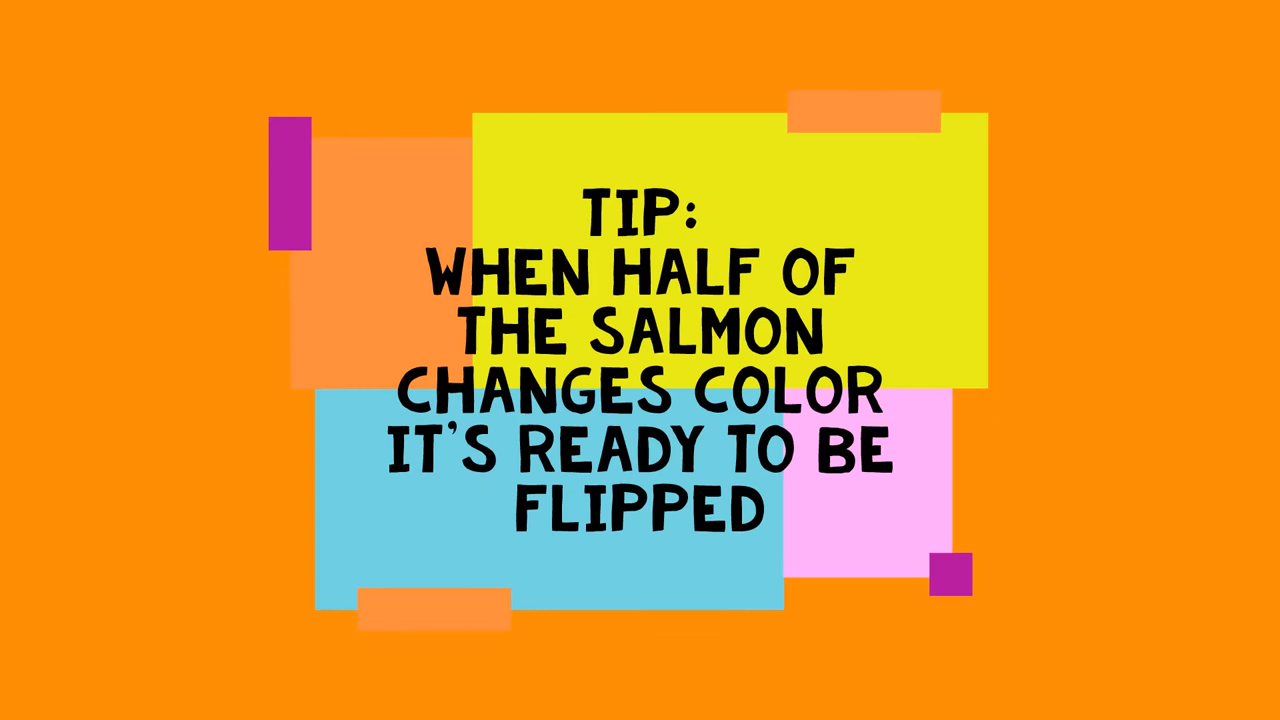 TIP:
WHEN HALF OF
THE SALMON
CHANGES COLOR
IT'S READY TO BE
FLIPPED